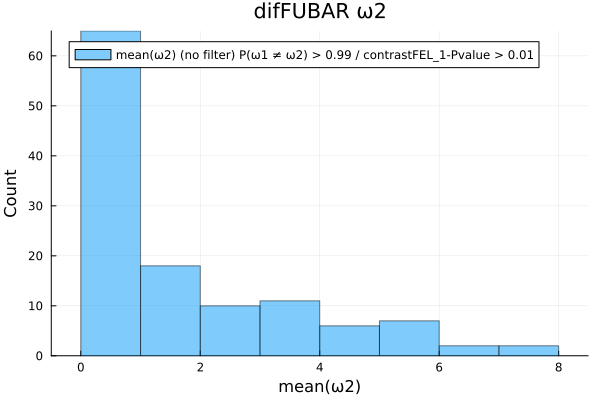 difFUBAR ω2
mean(ω2) (no filter) P(ω1 ≠ ω2) > 0.99 / contrastFEL_1-Pvalue > 0.01
60
50
40
30
20
10
0
Count
0 2 4 6 8
mean(ω2)